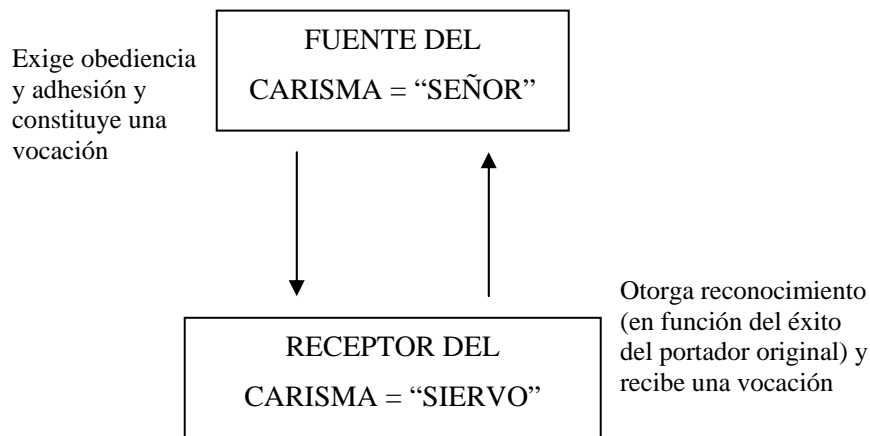 FUENTE DEL
CARISMA = “SEÑOR”
Exige obediencia
y adhesión y
constituye una
vocación
Otorga reconocimiento
(en función del éxito
del portador original) y
recibe una vocación
RECEPTOR DEL
CARISMA = “SIERVO”